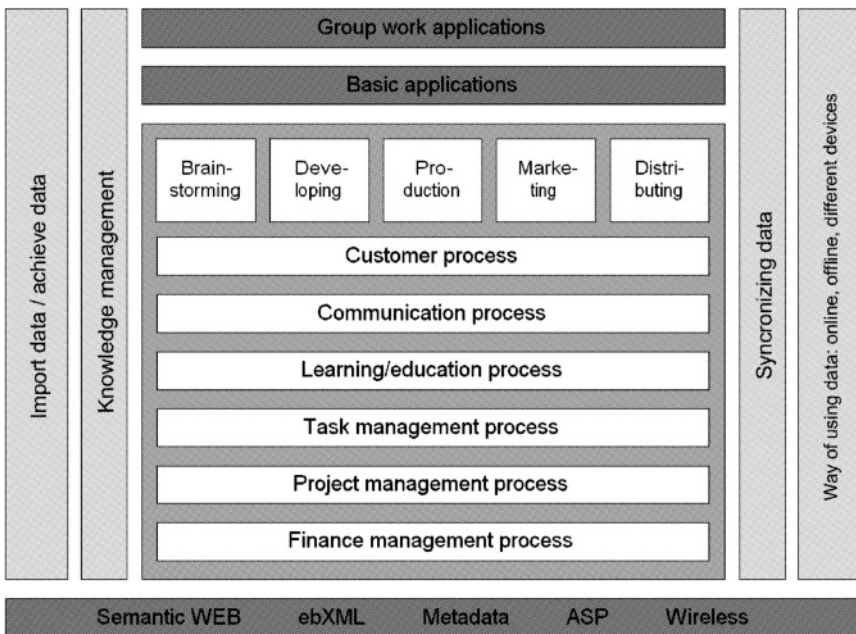 Group work applications
Basic applications
Import data / achieve data
Knowledge management
Brain-
storming
Deve-
loping
Pro-
duction
Marke-
ting
Distri-
buting
Customer process
Communication process
Learning/education process
Task management process
Project management process
Finance management process
Syncronizing data
Way of using data: online, offline, different devices
Semantic WEB ebXML Metadata ASP Wireless